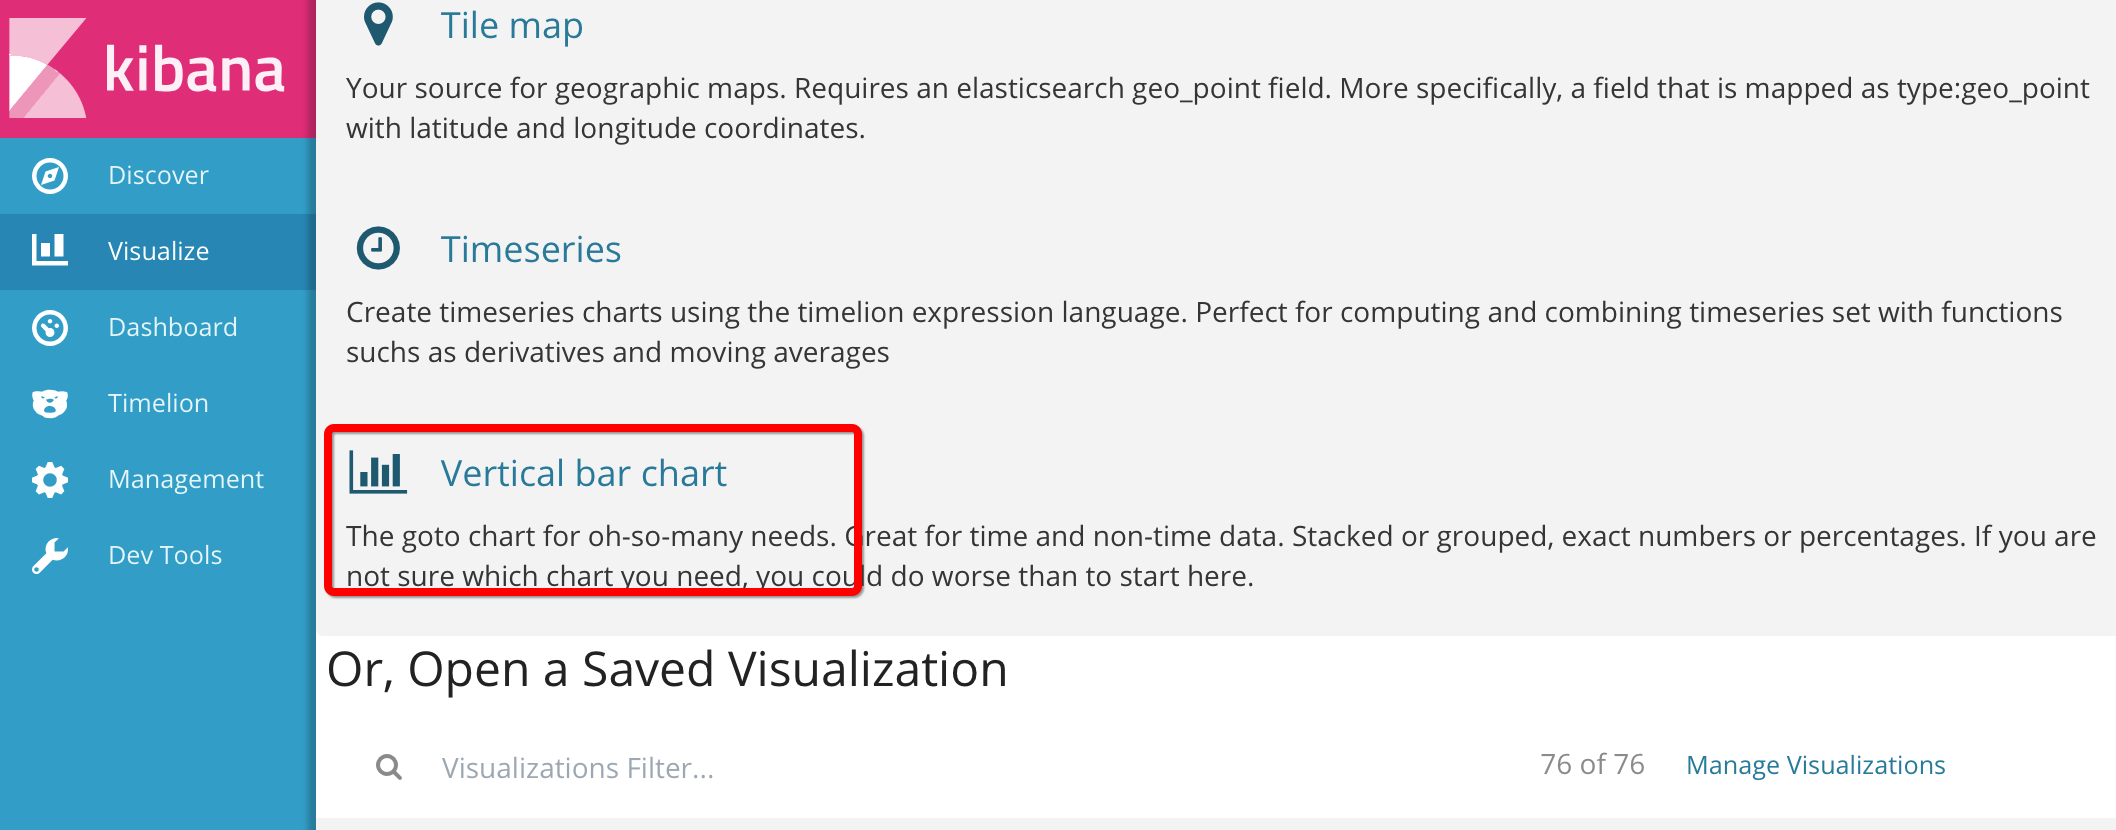 kibana
Discover
Visualize
Dashboard
Timelion
Management
Dev Tools
Tile map
Your source for geographic maps. Requires an elasticsearch geo_point field. More specifically, a field that is mapped as type:geo_point
with latitude and longitude coordinates.
Timeseries
Create timeseries charts using the timelion expression language. Perfect for computing and combining timeseries set with functions
suchs as derivatives and moving averages
Vertical bar chart
The goto chart for oh-so-many needs. Great for time and non-time data. Stacked or grouped, exact numbers or percentages. If you are
not sure which chart you need, you could do worse than to start here.
Or, Open a Saved Visualization
Visualizations Filter...
76 of 76
Manage Visualizations